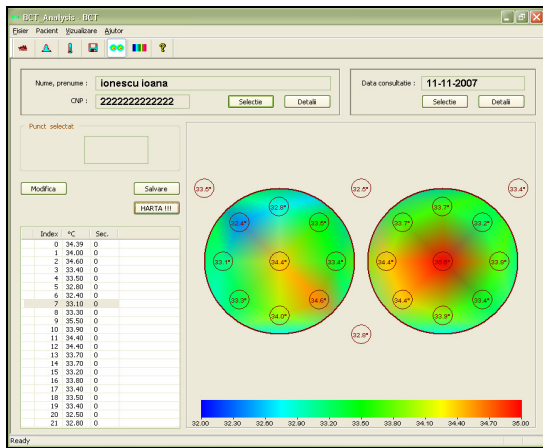 BCT_Analysis - BCT
Fisier Pacient Vizualizare Ajutor
Nume, prenume : ionescu ioana
CNP : 2222222222222
Selectie Detalii
Data consultatie : 11-11-2007
Selectie Detalii
Punct selectat
Modifica Salvare
HARTA !!!
Index °C Sec.
0 34.39 0
1 34.00 0
2 34.60 0
3 33.40 0
4 33.50 0
5 32.80 0
6 32.40 0
7 33.10 0
8 33.30 0
9 35.50 0
10 33.90 0
11 34.40 0
12 34.40 0
13 33.70 0
14 33.70 0
15 33.20 0
16 33.80 0
17 33.40 0
18 33.50 0
19 33.40 0
20 32.50 0
21 32.80 0
33.5° 32.5° 33.4°
32.8° 33.7°
32.4° 33.5° 33.7° 33.2°
33.1° 34.4° 33.4° 34.4° 35.5° 33.8°
33.3° 34.6° 34.4° 33.4°
34.0° 33.9°
32.8°
32.00 32.30 32.60 32.90 33.20 33.50 33.80 34.10 34.40 34.70 35.00
Ready